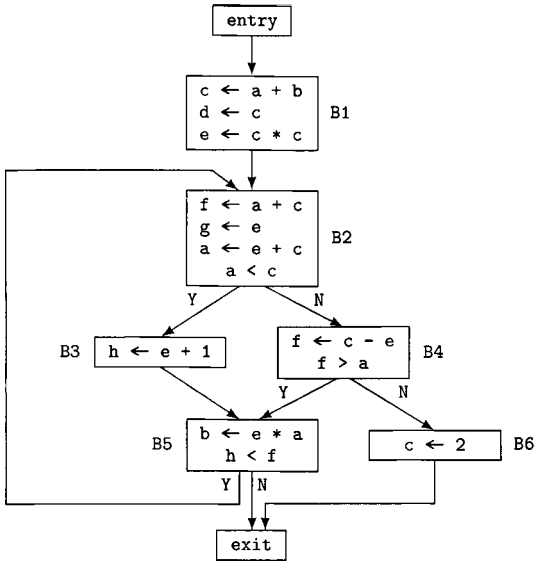 entry
c ← a + b
d ← c
e ← c * c
B1
f ← a + c
g ← e
a ← e + c
a < c
B2
Y
N
B3
h ← e + 1
f ← c - e
f > a
B4
Y
N
B5
b ← e * a
h < f
c ← 2
B6
Y
N
exit